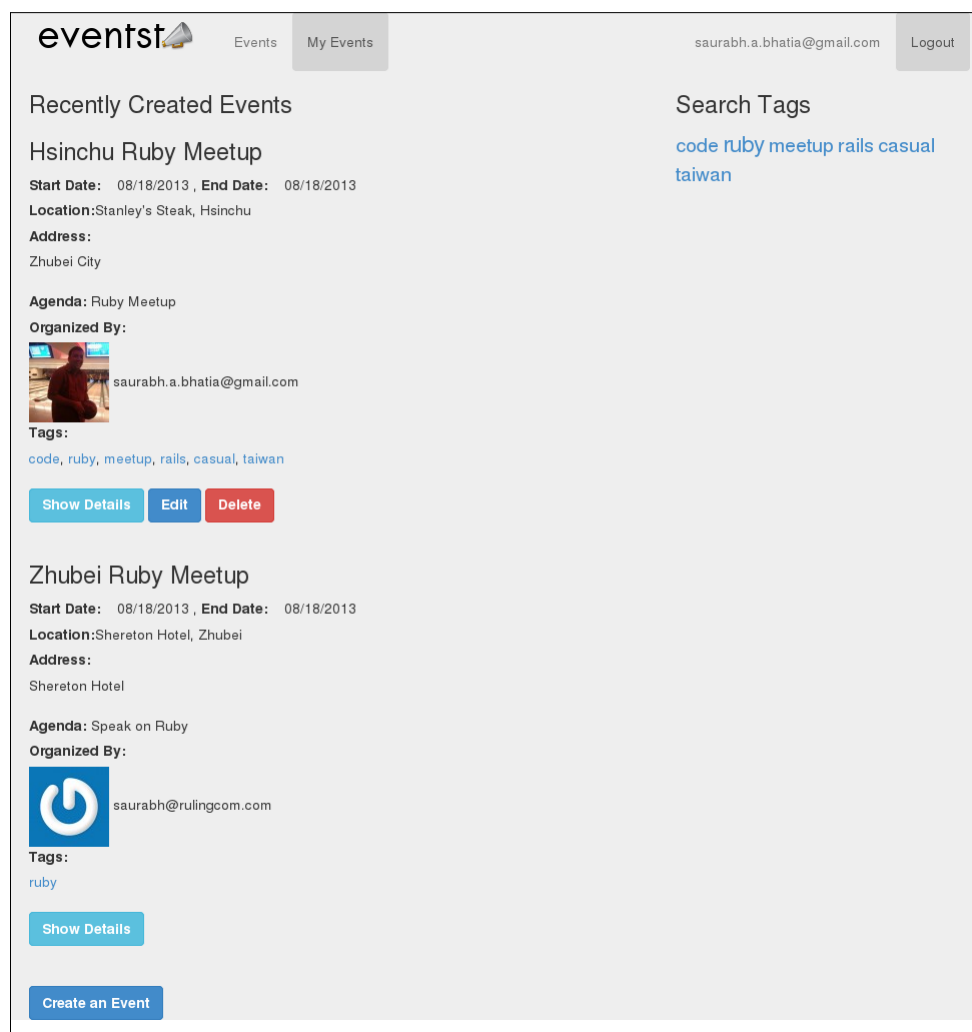 eventst
Events
My Events
saurabh.a.bhatia@gmail.com
Logout
Recently Created Events
Hsinchu Ruby Meetup
Start Date: 08/18/2013 , End Date: 08/18/2013
Location:Stanley's Steak, Hsinchu
Address:
Zhubei City
Agenda: Ruby Meetup
Organized By:
saurabh.a.bhatia@gmail.com
Tags:
code, ruby, meetup, rails, casual, taiwan
Show Details Edit Delete
Zhubei Ruby Meetup
Start Date: 08/18/2013 , End Date: 08/18/2013
Location:Shereton Hotel, Zhubei
Address:
Shereton Hotel
Agenda: Speak on Ruby
Organized By:
saurabh@rulingcom.com
Tags:
ruby
Show Details
Create an Event
Search Tags
code ruby meetup rails casual
taiwan